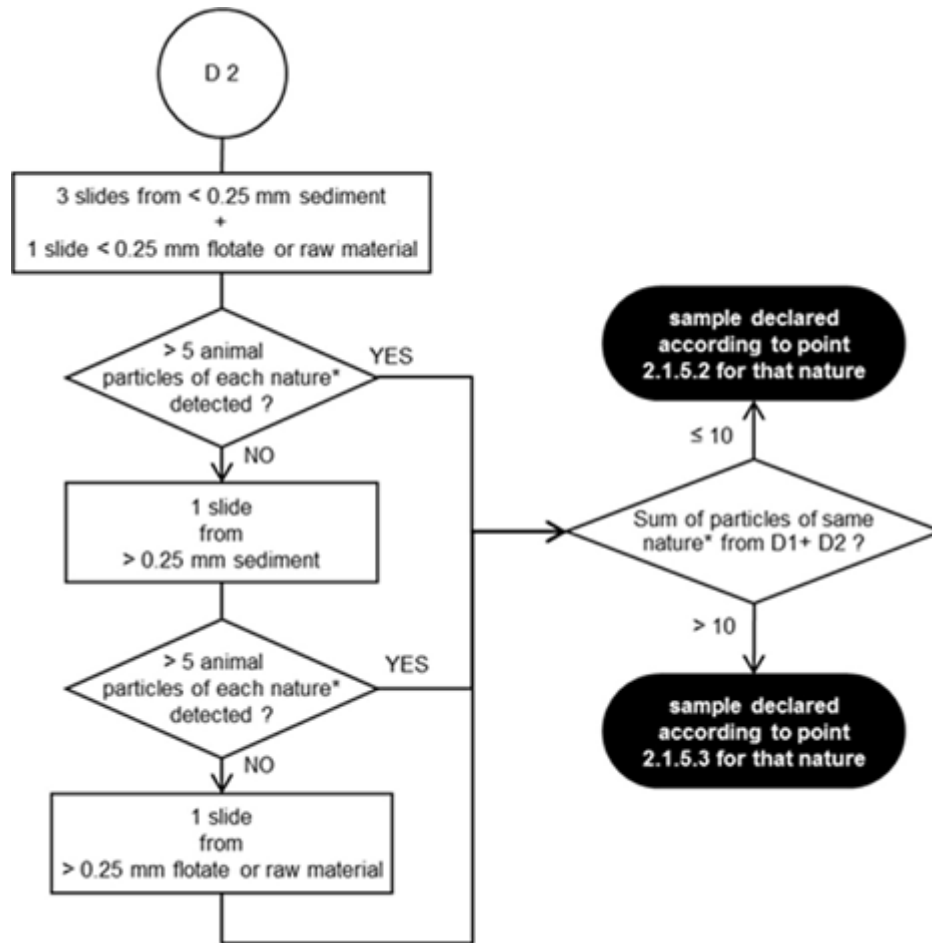 D 2
3 slides from < 0.25 mm sediment
+
1 slide < 0.25 mm flotate or raw material
> 5 animal
particles of each nature*
detected ?
YES
NO
1 slide
from
> 0.25 mm sediment
> 5 animal
particles of each nature*
detected ?
YES
NO
1 slide
from
> 0.25 mm flotate or raw material
sample declared
according to point
2.1.5.2 for that nature
≤ 10
Sum of particles of same
nature* from D1+ D2 ?
> 10
sample declared
according to point
2.1.5.3 for that nature